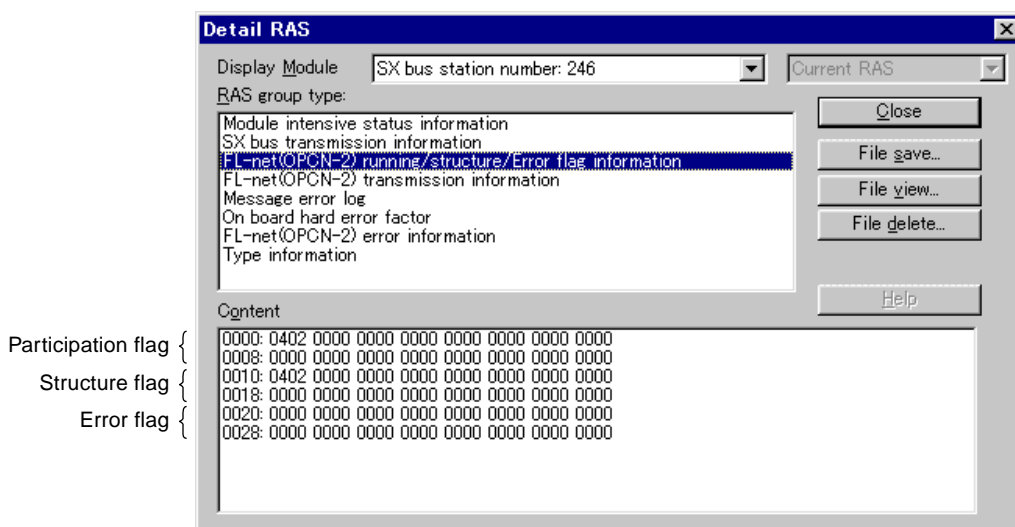 Detail RAS
Display Module SX bus station number: 246 Current RAS
RAS group type:
Close
Module intensive status information
SX bus transmission information
FL-net(OPCN-2) running/structure/Error flag information
FL-net(OPCN-2) transmission information
Message error log
On board hard error factor
FL-net(OPCN-2) error information
Type information
File save...
File view...
File delete...
Help
Content
Participation flag {
0000: 0402 0000 0000 0000 0000 0000 0000 0000
0008: 0000 0000 0000 0000 0000 0000 0000 0000
Structure flag {
0010: 0402 0000 0000 0000 0000 0000 0000 0000
0018: 0000 0000 0000 0000 0000 0000 0000 0000
Error flag {
0020: 0000 0000 0000 0000 0000 0000 0000 0000
0028: 0000 0000 0000 0000 0000 0000 0000 0000